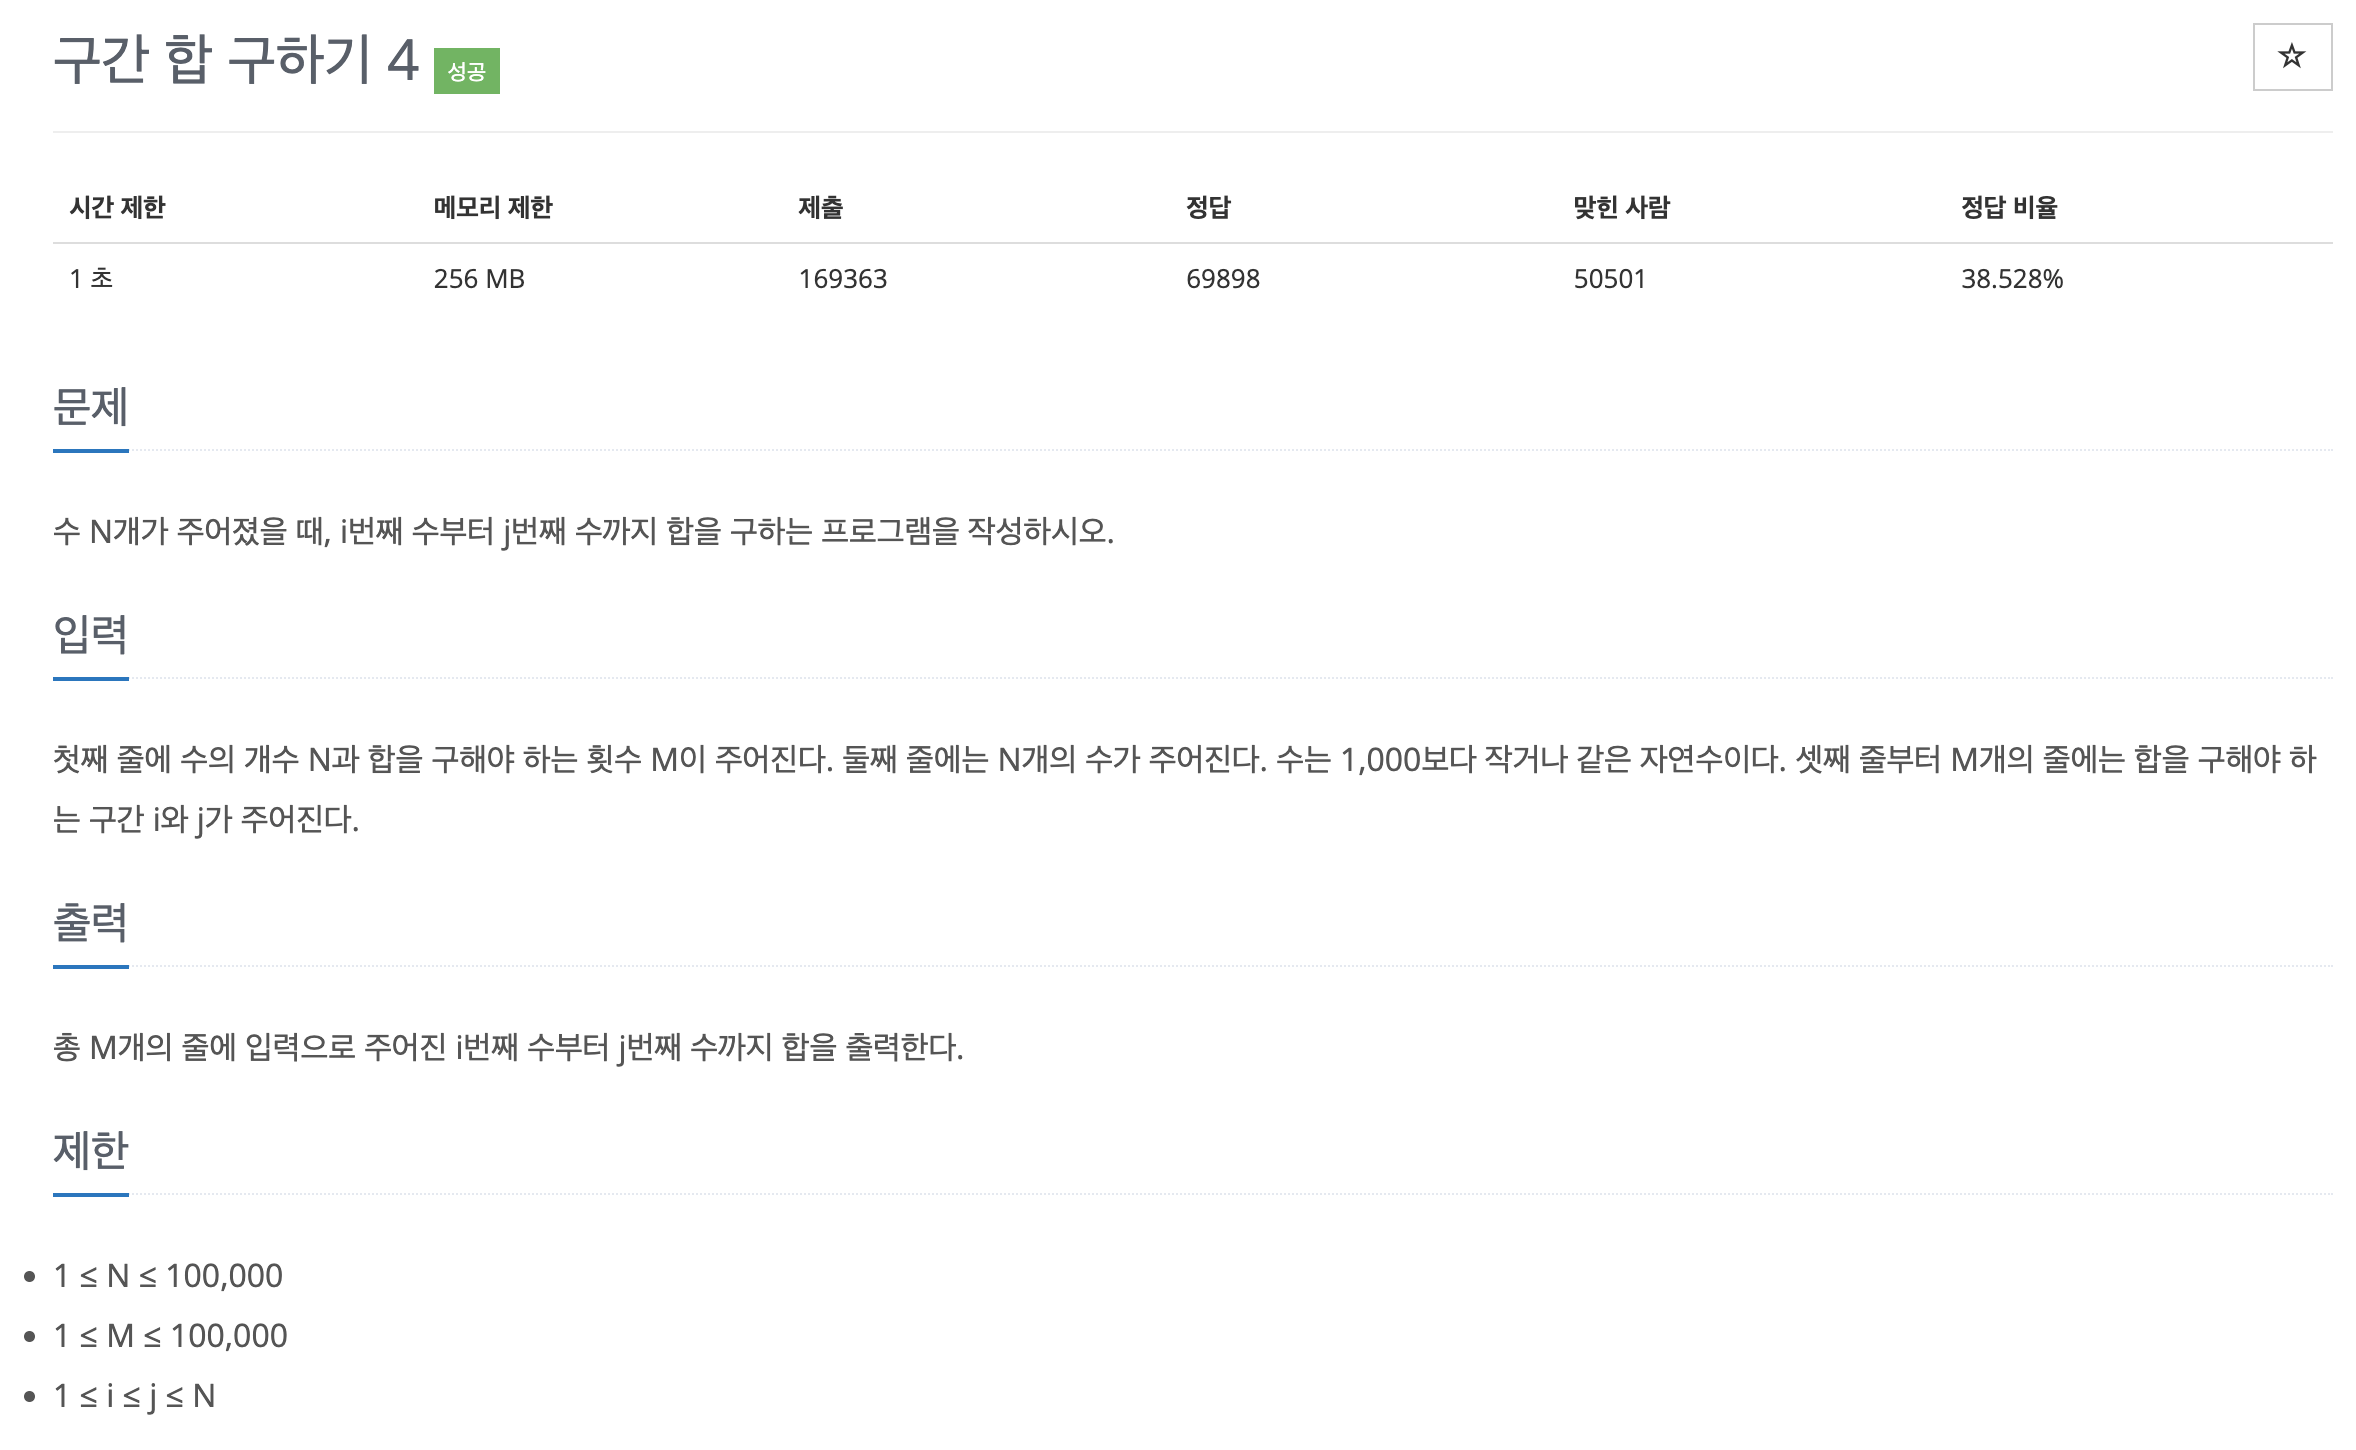 구간 합 구하기 4 성공
시간 제한 메모리 제한 제출 정답 맞힌 사람 정답 비율
1 초 256 MB 169363 69898 50501 38.528%
문제
수 N개가 주어졌을 때, i번째 수부터 j번째 수까지 합을 구하는 프로그램을 작성하시오.
입력
첫째 줄에 수의 개수 N과 합을 구해야 하는 횟수 M이 주어진다. 둘째 줄에는 N개의 수가 주어진다. 수는 1,000보다 작거나 같은 자연수이다. 셋째 줄부터 M개의 줄에는 합을 구해야 하
는 구간 i와 j가 주어진다.
출력
총 M개의 줄에 입력으로 주어진 i번째 수부터 j번째 수까지 합을 출력한다.
제한
• 1 ≤ N ≤ 100,000
• 1 ≤ M ≤ 100,000
• 1 ≤ i ≤ j ≤ N